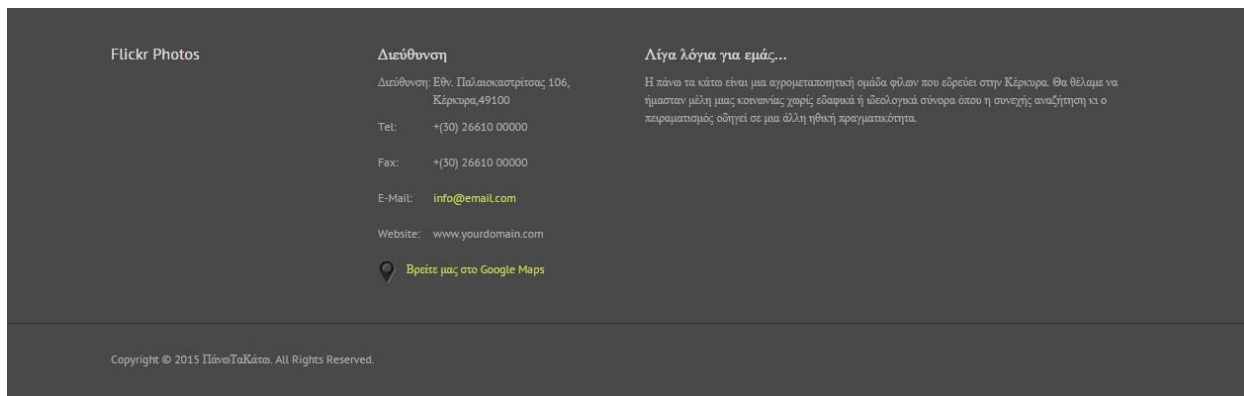 Flickr Photos
Διεύθυνση
Διεύθυνση: Εθν. Παλαιοκαστρίτσας 106,
Κέρκυρα,49100
Tel: +(30) 26610 00000
Fax: +(30) 26610 00000
E-Mail: info@email.com
Website: www.yourdomain.com
Βρείτε μας στο Google Maps
Λίγα λόγια για εμάς...
Η πάνω τα κάτω είναι μια αγρομεταποιητική ομάδα φίλων που εδρεύει στην Κέρκυρα. Θα θέλαμε να
ήμασταν μέλη μιας κοινωνίας χωρίς εδαφικά ή ιδεολογικά σύνορα όπου η συνεχής αναζήτηση κι ο
πειραματισμός οδηγεί σε μια άλλη ηθική πραγματικότητα.
Copyright © 2015 ΠάνωΤαΚάτω. All Rights Reserved.